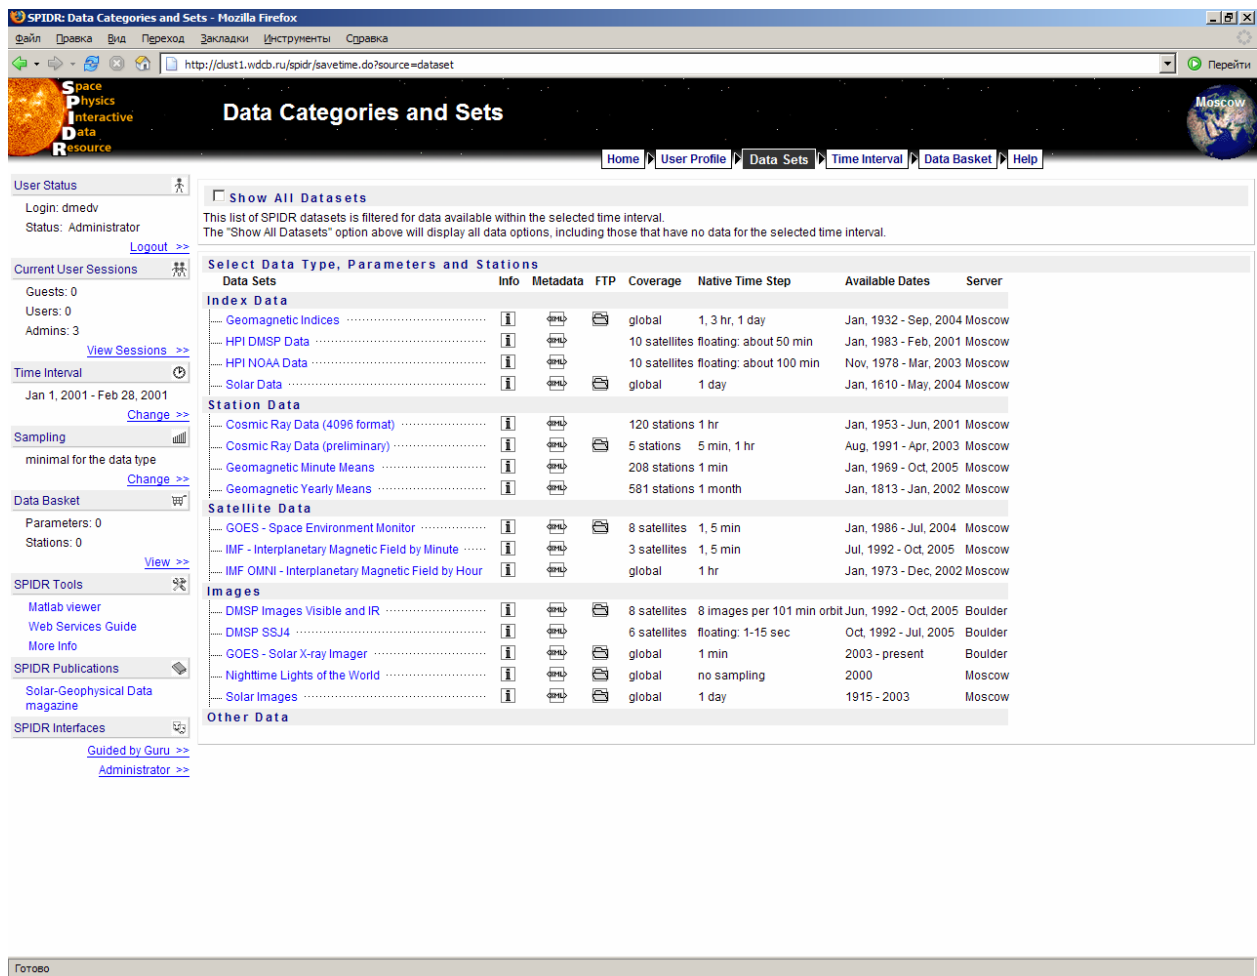 SPIDR: Data Categories and Sets - Mozilla Firefox
Файл Правка Вид Переход Закладки Инструменты Справка
http://clust1.wdcb.ru/spidr/savetime.do?source=dataset
Перейти
Space
Physics
Interactive
Data
Resource
Data Categories and Sets
Moscow
Home User Profile Data Sets Time Interval Data Basket Help
User Status
Login: dmedv
Status: Administrator
Logout >>
Current User Sessions
Guests: 0
Users: 0
Admins: 3
View Sessions >>
Time Interval
Jan 1, 2001 - Feb 28, 2001
Change >>
Sampling
minimal for the data type
Change >>
Data Basket
Parameters: 0
Stations: 0
View >>
SPIDR Tools
Matlab viewer
Web Services Guide
More Info
SPIDR Publications
Solar-Geophysical Data
magazine
SPIDR Interfaces
Guided by Guru >>
Administrator >>
Show All Datasets
This list of SPIDR datasets is filtered for data available within the selected time interval.
The "Show All Datasets" option above will display all data options, including those that have no data for the selected time interval.
Select Data Type, Parameters and Stations
Data Sets Info Metadata FTP Coverage Native Time Step Available Dates Server
Index Data
Geomagnetic Indices i XML global 1, 3 hr, 1 day Jan, 1932 - Sep, 2004 Moscow
HPI DMSP Data i XML 10 satellites floating: about 50 min Jan, 1983 - Feb, 2001 Moscow
HPI NOAA Data i XML 10 satellites floating: about 100 min Nov, 1978 - Mar, 2003 Moscow
Solar Data i XML global 1 day Jan, 1610 - May, 2004 Moscow
Station Data
Cosmic Ray Data (4096 format) i XML 120 stations 1 hr Jan, 1953 - Jun, 2001 Moscow
Cosmic Ray Data (preliminary) i XML 5 stations 5 min, 1 hr Aug, 1991 - Apr, 2003 Moscow
Geomagnetic Minute Means i XML 208 stations 1 min Jan, 1969 - Oct, 2005 Moscow
Geomagnetic Yearly Means i XML 581 stations 1 month Jan, 1813 - Jan, 2002 Moscow
Satellite Data
GOES - Space Environment Monitor i XML 8 satellites 1, 5 min Jan, 1986 - Jul, 2004 Moscow
IMF - Interplanetary Magnetic Field by Minute i XML 3 satellites 1, 5 min Jul, 1992 - Oct, 2005 Moscow
IMF OMNI - Interplanetary Magnetic Field by Hour i XML global 1 hr Jan, 1973 - Dec, 2002 Moscow
Images
DMSP Images Visible and IR i XML 8 satellites 8 images per 101 min orbit Jun, 1992 - Oct, 2005 Boulder
DMSP SSJ4 i XML 6 satellites floating: 1-15 sec Oct, 1992 - Jul, 2005 Boulder
GOES - Solar X-ray Imager i XML global 1 min 2003 - present Boulder
Nighttime Lights of the World i XML global no sampling 2000 Moscow
Solar Images i XML global 1 day 1915 - 2003 Moscow
Other Data
Готово